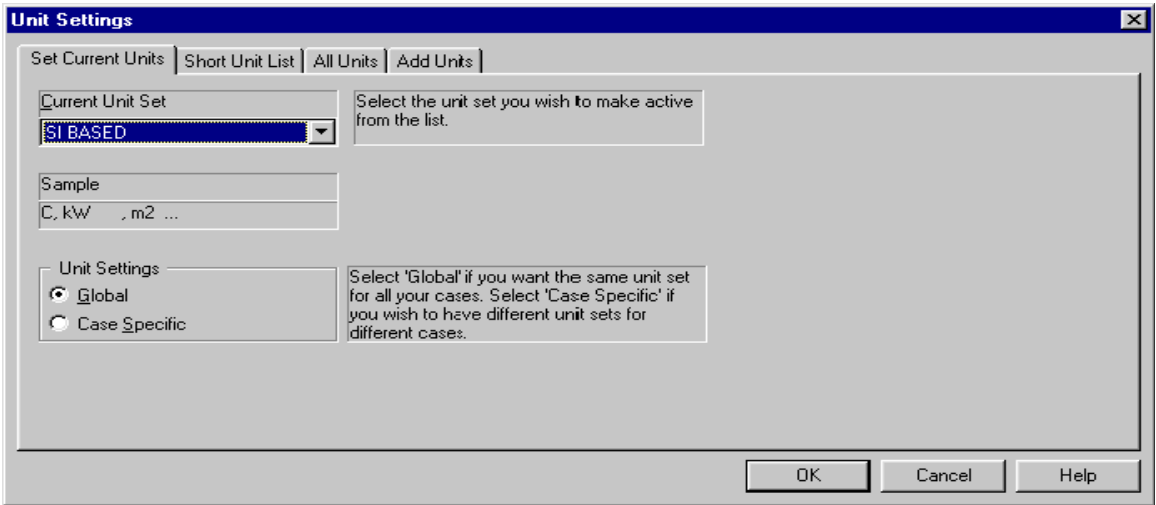 Unit Settings
Set Current Units Short Unit List All Units Add Units
Current Unit Set
SI BASED
Select the unit set you wish to make active
from the list.
Sample
C, kW , m2 ...
Unit Settings
Global
Case Specific
Select 'Global' if you want the same unit set
for all your cases. Select 'Case Specific' if
you wish to have different unit sets for
different cases.
OK Cancel Help